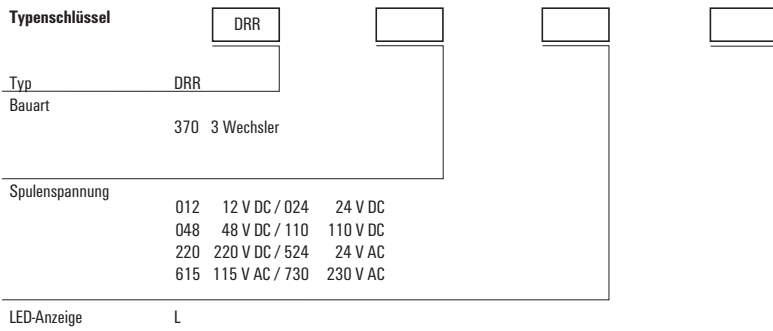 Typenschlüssel DRR
Typ DRR
Bauart
370 3 Wechsler
Spulenspannung
012 12 V DC / 024 24 V DC
048 48 V DC / 110 110 V DC
220 220 V DC / 524 24 V AC
615 115 V AC / 730 230 V AC
LED-Anzeige L